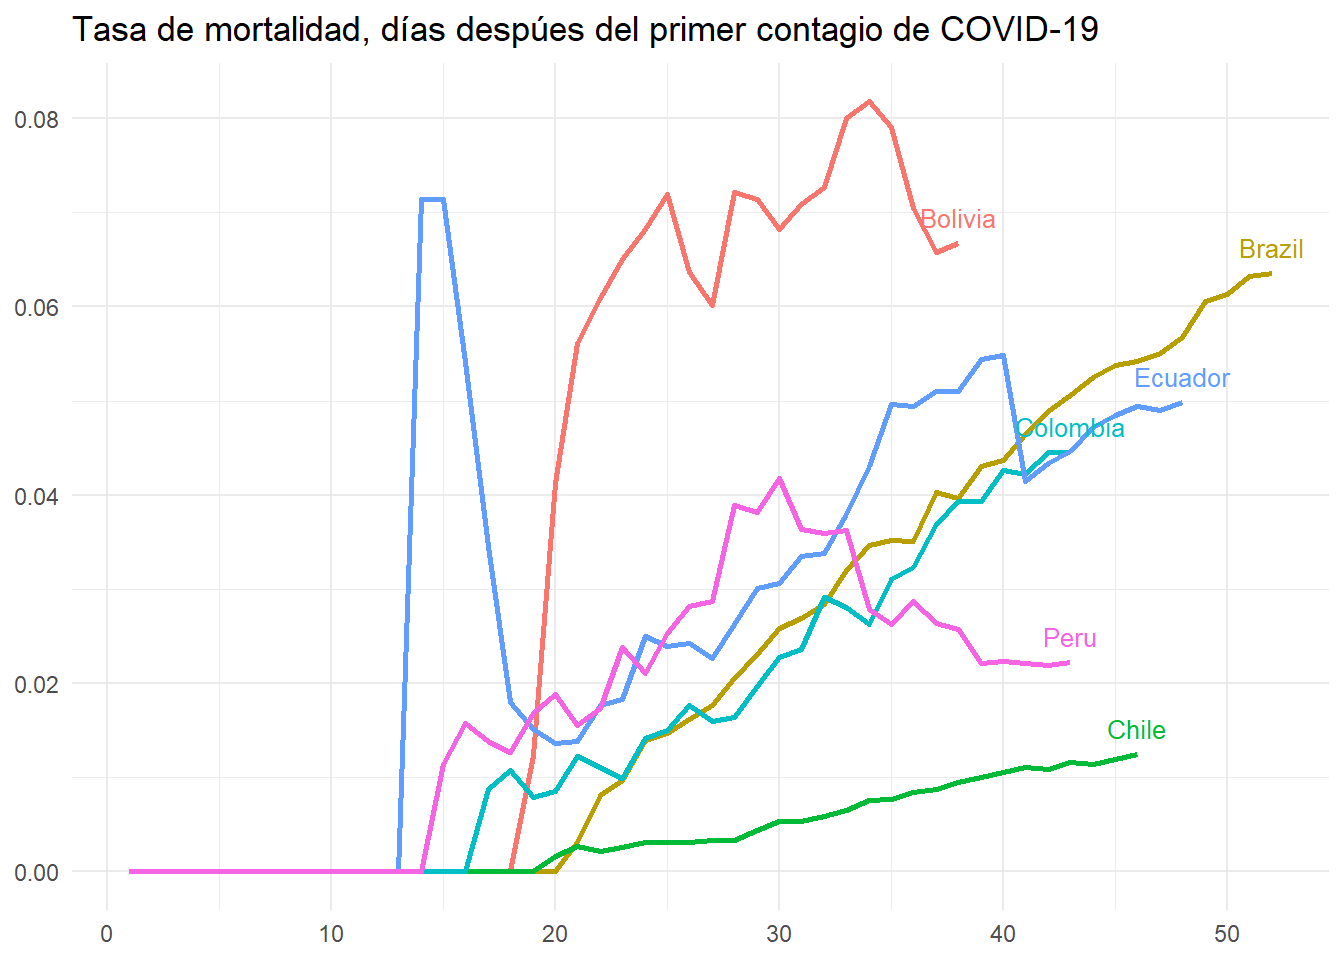 Tasa de mortalidad, días despúes del primer contagio de COVID-19
0.08
Bolivia
Brazil
0.06
Ecuador
Colombia
0.04
Peru
0.02
Chile
0.00
0 10 20 30 40 50